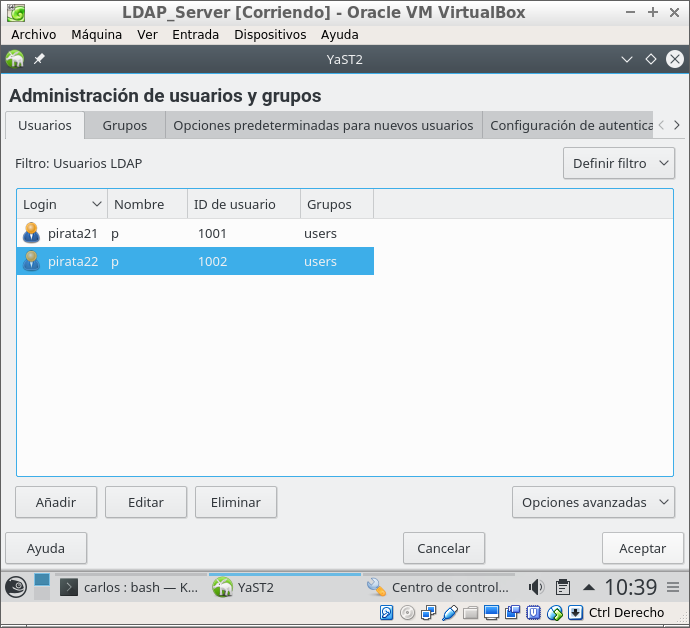 LDAP_Server [Corriendo] - Oracle VM VirtualBox
Archivo Máquina Ver Entrada Dispositivos Ayuda
YaST2
Administración de usuarios y grupos
Usuarios Grupos Opciones predeterminadas para nuevos usuarios Configuración de autentica
Filtro: Usuarios LDAP Definir filtro
Login Nombre ID de usuario Grupos
pirata21 p 1001 users
pirata22 p 1002 users
Añadir Editar Eliminar Opciones avanzadas
Ayuda Cancelar Aceptar
carlos : bash — K... YaST2 Centro de control... 10:39
Ctrl Derecho